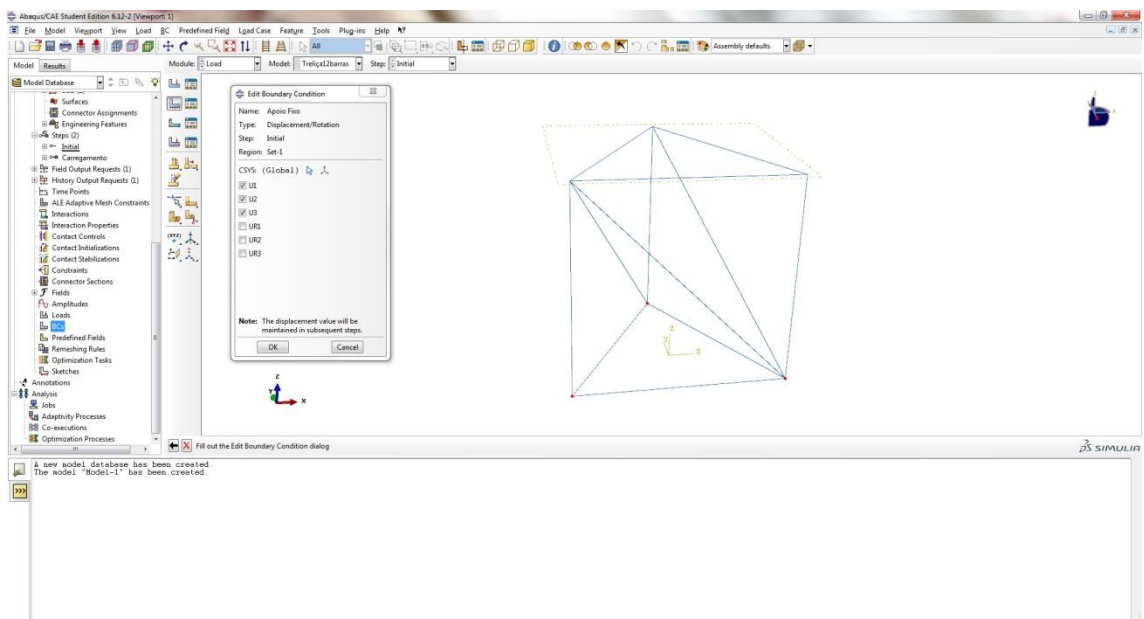 Abaqus/CAE Student Edition 6.12-2 [Viewport: 1]
File Model Viewport View Load BC Predefined Field Load Case Feature Tools Plug-ins Help
All
Assembly defaults
Model Results
Module: Load Model: Treliça12barras Step: Initial
Model Database
Surfaces
Connector Assignments
Engineering Features
Steps (2)
Initial
Carregamento
Field Output Requests (1)
History Output Requests (1)
Time Points
ALE Adaptive Mesh Constraints
Interactions
Interaction Properties
Contact Controls
Contact Initializations
Contact Stabilizations
Constraints
Connector Sections
Fields
Amplitudes
Loads
BCs
Predefined Fields
Remeshing Rules
Optimization Tasks
Sketches
Annotations
Analysis
Jobs
Adaptivity Processes
Co-executions
Optimization Processes
(XYZ)
Edit Boundary Condition
Name: Apoio Fixo
Type: Displacement/Rotation
Step: Initial
Region: Set-1
CSYS: (Global)
U1
U2
U3
UR1
UR2
UR3
Note: The displacement value will be
maintained in subsequent steps.
OK Cancel
Z
Y
X
Z
Y
X
Fill out the Edit Boundary Condition dialog
SIMULIA
A new model database has been created.
The model "Model-1" has been created.
>>>